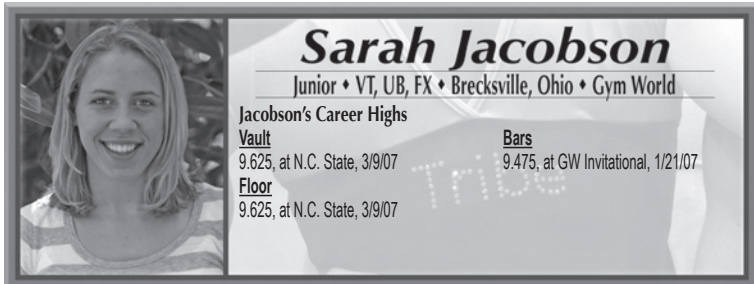 Sarah Jacobson
Junior • VT, UB, FX • Brecksville, Ohio • Gym World
Jacobson's Career Highs
Vault
9.625, at N.C. State, 3/9/07
Floor
9.625, at N.C. State, 3/9/07
Bars
9.475, at GW Invitational, 1/21/07
Tribe